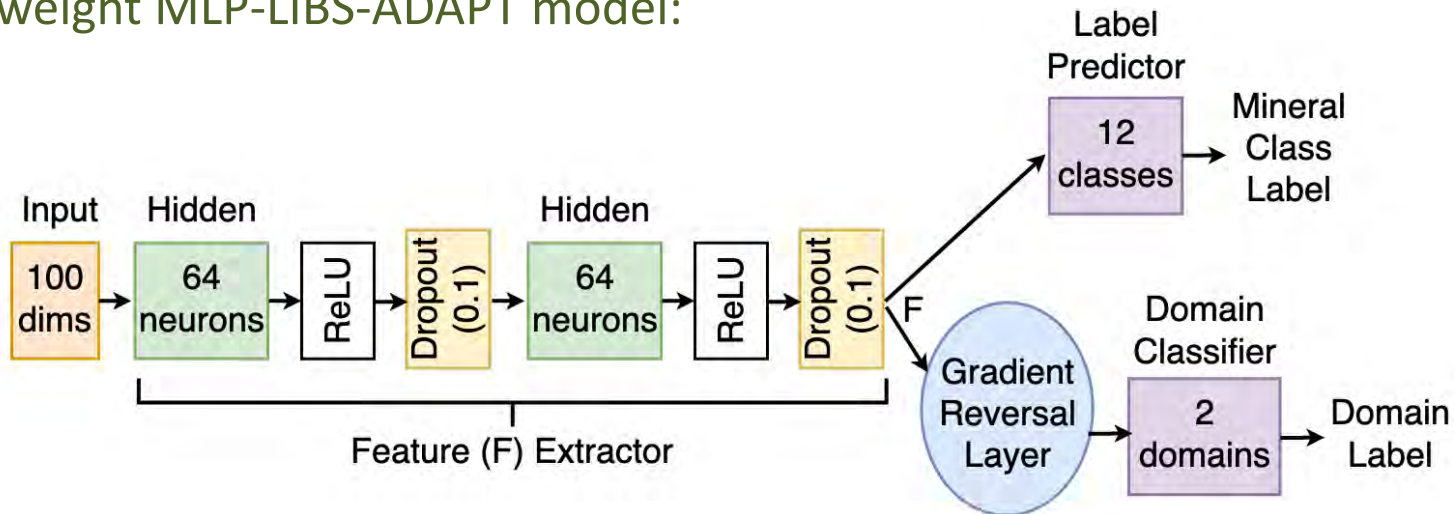 weight MLP-LIBS-ADAPT model:
Label
Predictor
12
classes
Mineral
Class
Label
Input
Hidden
Hidden
100
dims
64
neurons
ReLU
Dropout
(0.1)
64
neurons
ReLU
Dropout
(0.1)
F
Gradient
Reversal
Layer
Domain
Classifier
2
domains
Domain
Label
Feature (F) Extractor